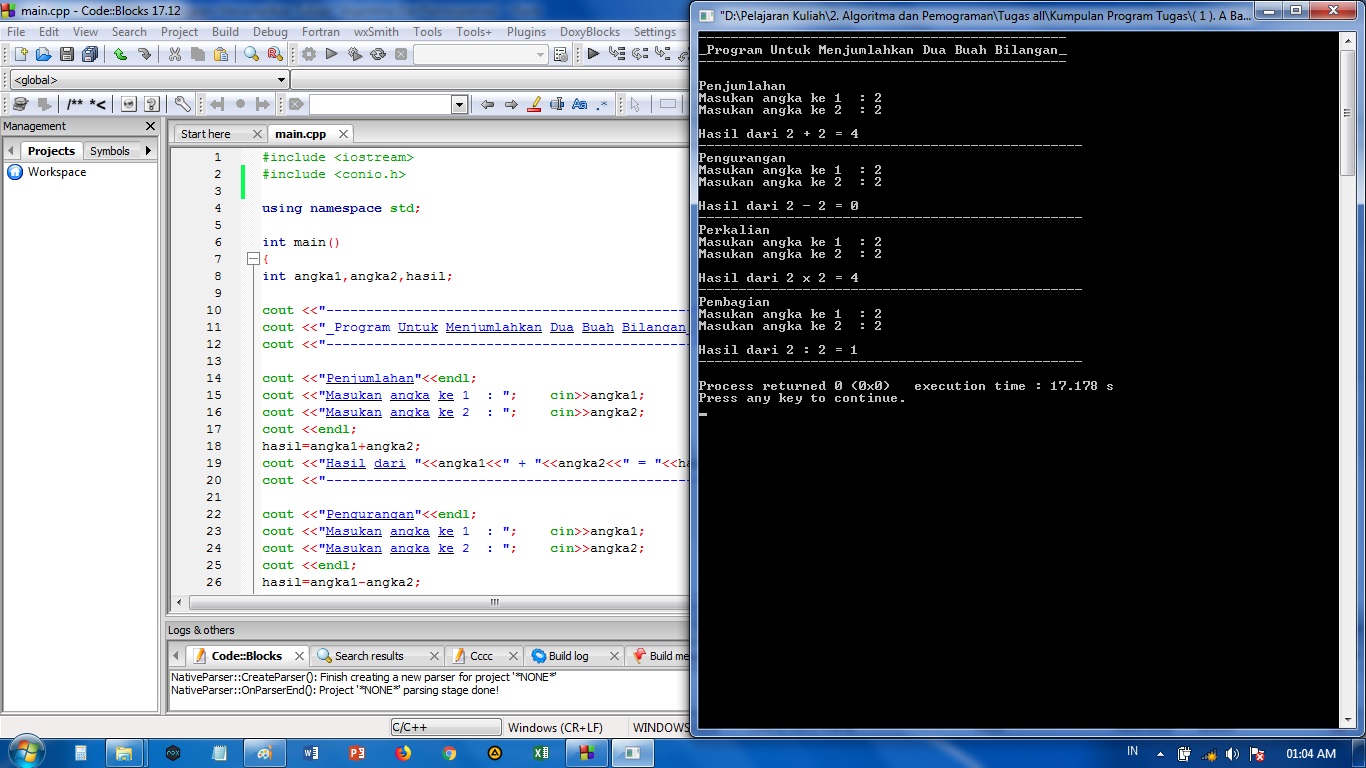 main.cpp - Code::Blocks 17.12
File Edit View Search Project Build Debug Fortran wxSmith Tools Tools+ Plugins DoxyBlocks Settings
<global>
/** *<
Aa .*
Management
Projects Symbols
Workspace
Start here main.cpp
1 #include <iostream>
2 #include <conio.h>
3
4 using namespace std;
5
6 int main()
7 {
8 int angka1,angka2,hasil;
9
10 cout <<"----------------------------------------------
11 cout <<"_Program Untuk Menjumlahkan Dua Buah Bilangan_
12 cout <<"----------------------------------------------
13
14 cout <<"Penjumlahan"<<endl;
15 cout <<"Masukan angka ke 1  : ";    cin>>angka1;
16 cout <<"Masukan angka ke 2  : ";    cin>>angka2;
17 cout <<endl;
18 hasil=angka1+angka2;
19 cout <<"Hasil dari "<<angka1<<" + "<<angka2<<" = "<<ha
20 cout <<"----------------------------------------------
21
22 cout <<"Pengurangan"<<endl;
23 cout <<"Masukan angka ke 1  : ";    cin>>angka1;
24 cout <<"Masukan angka ke 2  : ";    cin>>angka2;
25 cout <<endl;
26 hasil=angka1-angka2;
Logs & others
Code::Blocks Search results Cccc Build log Build me
NativeParser::CreateParser(): Finish creating a new parser for project '*NONE*'
NativeParser::OnParserEnd(): Project '*NONE*' parsing stage done!
C/C++ Windows (CR+LF) WINDOWS
"D:\Pelajaran Kuliah\2. Algoritma dan Pemograman\Tugas all\Kumpulan Program Tugas\( 1 ). A Ba...
----------------------------------------------
_Program Untuk Menjumlahkan Dua Buah Bilangan_
----------------------------------------------
Penjumlahan
Masukan angka ke 1  : 2
Masukan angka ke 2  : 2
Hasil dari 2 + 2 = 4
------------------------------------------------
Pengurangan
Masukan angka ke 1  : 2
Masukan angka ke 2  : 2
Hasil dari 2 - 2 = 0
------------------------------------------------
Perkalian
Masukan angka ke 1  : 2
Masukan angka ke 2  : 2
Hasil dari 2 x 2 = 4
------------------------------------------------
Pembagian
Masukan angka ke 1  : 2
Masukan angka ke 2  : 2
Hasil dari 2 : 2 = 1
------------------------------------------------
Process returned 0 (0x0)   execution time : 17.178 s
Press any key to continue.
IN 01:04 AM